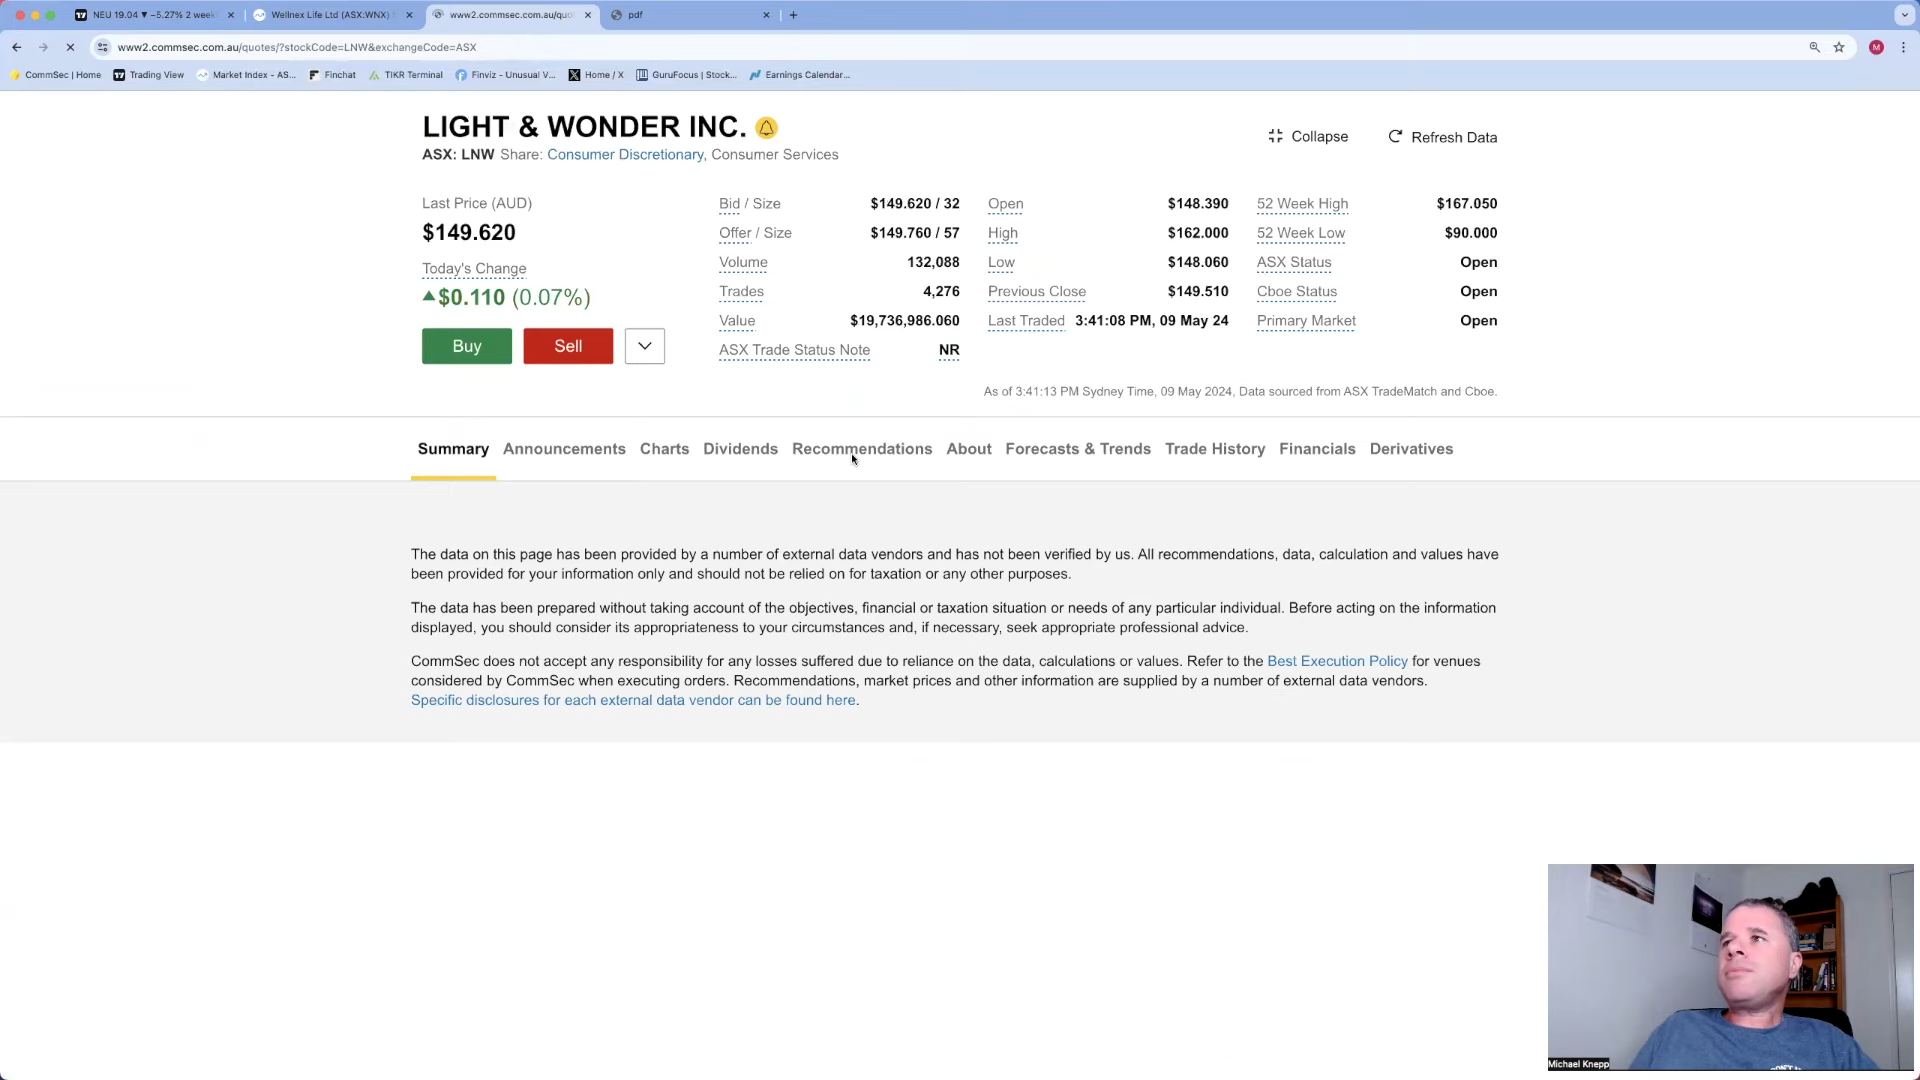 NEU 19.04 ▼ −5.27% 2 week
Wellnex Life Ltd (ASX:WNX)
www2.commsec.com.au/quo
pdf
www2.commsec.com.au/quotes/?stockCode=LNW&exchangeCode=ASX
M
CommSec | Home
Trading View
Market Index - AS...
Finchat
TIKR Terminal
Finviz - Unusual V...
Home / X
GuruFocus | Stock...
Earnings Calendar...
LIGHT & WONDER INC.
Collapse
Refresh Data
ASX: LNW Share: Consumer Discretionary, Consumer Services
Last Price (AUD)
$149.620
Today's Change
$0.110 (0.07%)
Buy
Sell
Bid / Size $149.620 / 32
Offer / Size $149.760 / 57
Volume 132,088
Trades 4,276
Value $19,736,986.060
ASX Trade Status Note NR
Open $148.390
High $162.000
Low $148.060
Previous Close $149.510
Last Traded 3:41:08 PM, 09 May 24
52 Week High $167.050
52 Week Low $90.000
ASX Status Open
Cboe Status Open
Primary Market Open
As of 3:41:13 PM Sydney Time, 09 May 2024, Data sourced from ASX TradeMatch and Cboe.
Summary Announcements Charts Dividends Recommendations About Forecasts & Trends Trade History Financials Derivatives
The data on this page has been provided by a number of external data vendors and has not been verified by us. All recommendations, data, calculation and values have
been provided for your information only and should not be relied on for taxation or any other purposes.
The data has been prepared without taking account of the objectives, financial or taxation situation or needs of any particular individual. Before acting on the information
displayed, you should consider its appropriateness to your circumstances and, if necessary, seek appropriate professional advice.
CommSec does not accept any responsibility for any losses suffered due to reliance on the data, calculations or values. Refer to the Best Execution Policy for venues
considered by CommSec when executing orders. Recommendations, market prices and other information are supplied by a number of external data vendors.
Specific disclosures for each external data vendor can be found here.
Michael Knepp